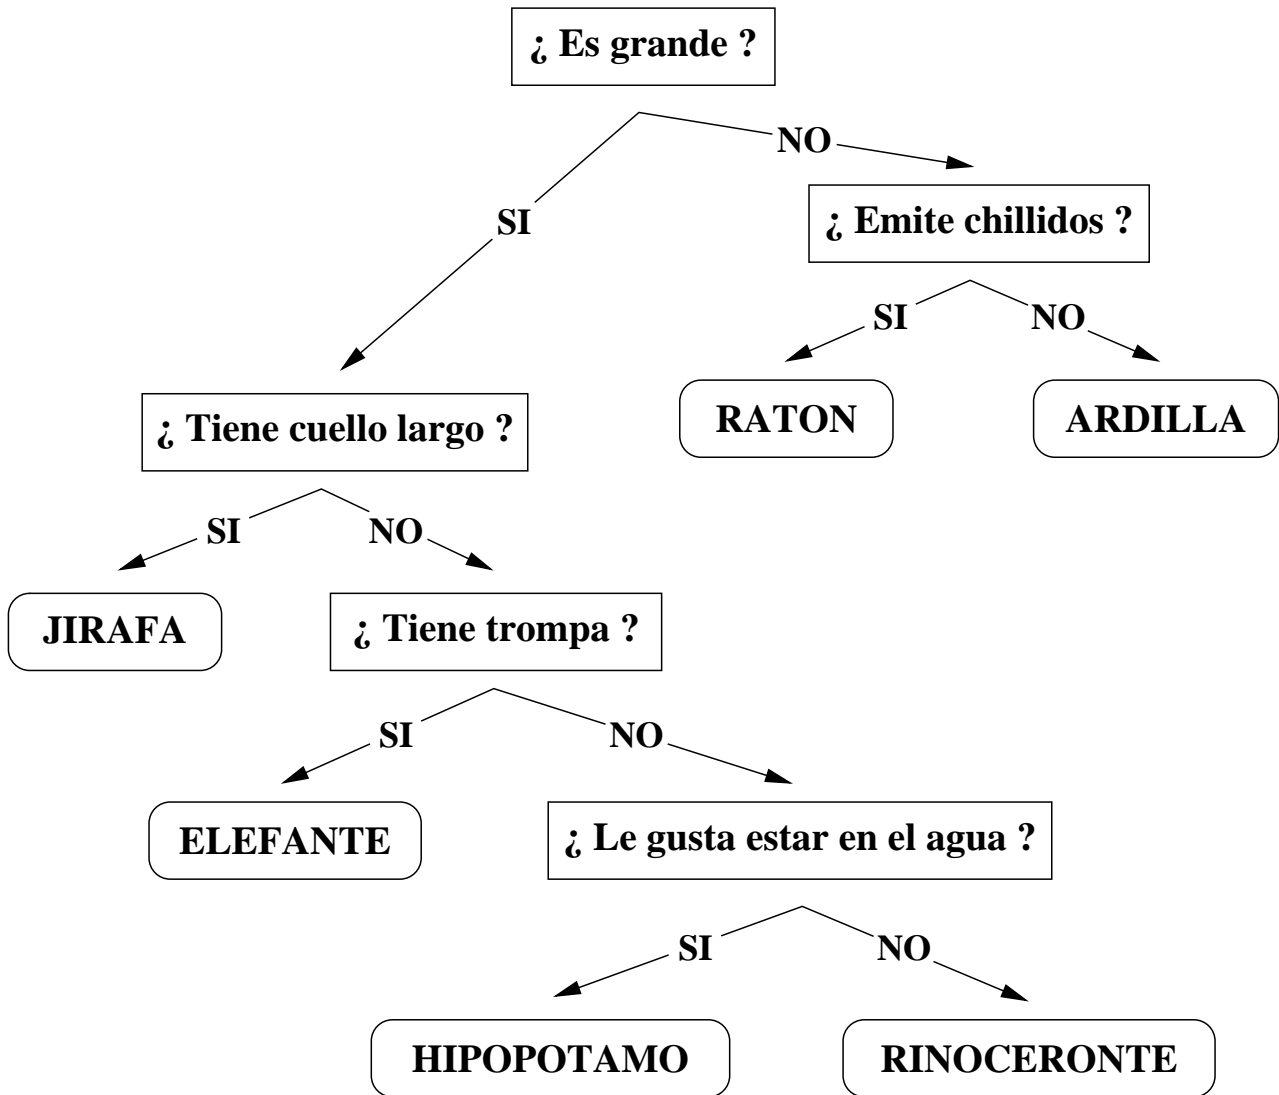 ¿ Es grande ?
NO
SI
¿ Emite chillidos ?
SI
NO
RATON
ARDILLA
¿ Tiene cuello largo ?
SI
NO
JIRAFA
¿ Tiene trompa ?
SI
NO
ELEFANTE
¿ Le gusta estar en el agua ?
SI
NO
HIPOPOTAMO
RINOCERONTE